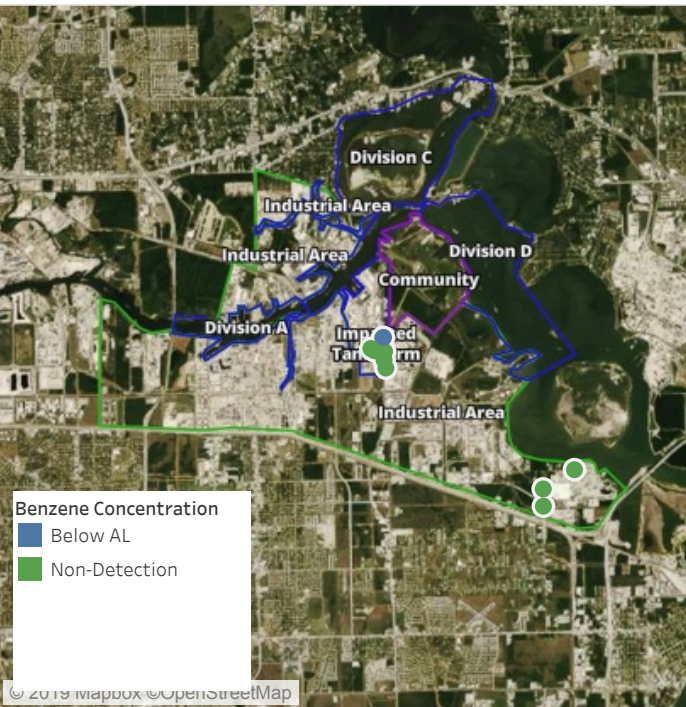 Division C
Industrial Area
Industrial Area
Division D
Community
Division A
Industrial Area
Benzene Concentration
Below AL
Non-Detection
© 2019 Mapbox ©OpenStreetMap